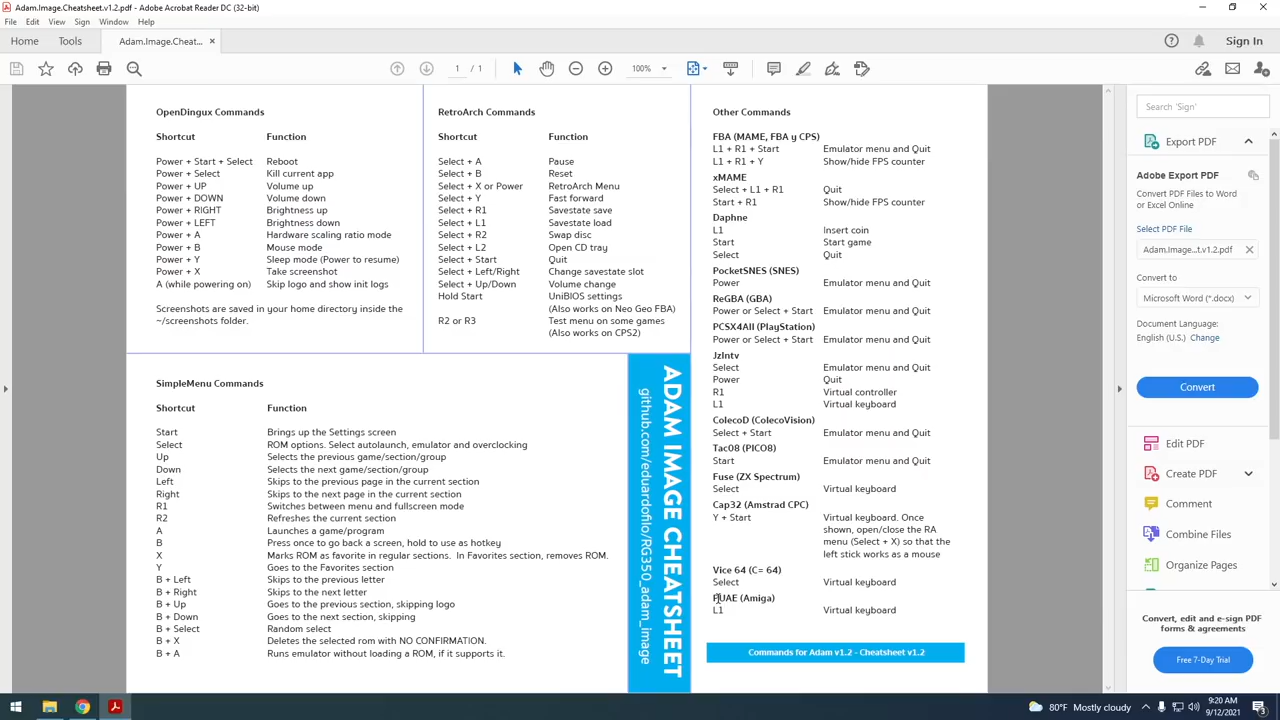 Adam.Image.Cheatsheet.v1.2.pdf - Adobe Acrobat Reader DC (32-bit)
File Edit View Sign Window Help
Home Tools Adam.Image.Cheat... Sign In
1 / 1 100%
OpenDingux Commands
Shortcut Function
Power + Start + Select Reboot
Power + Select Kill current app
Power + UP Volume up
Power + DOWN Volume down
Power + RIGHT Brightness up
Power + LEFT Brightness down
Power + A Hardware scaling ratio mode
Power + B Mouse mode
Power + Y Sleep mode (Power to resume)
Power + X Take screenshot
A (while powering on) Skip logo and show init logs
Screenshots are saved in your home directory inside the
~/screenshots folder.
RetroArch Commands
Shortcut Function
Select + A Pause
Select + B Reset
Select + X or Power RetroArch Menu
Select + Y Fast forward
Select + R1 Savestate save
Select + L1 Savestate load
Select + R2 Swap disc
Select + L2 Open CD tray
Select + Start Quit
Select + Left/Right Change savestate slot
Select + Up/Down Volume change
Hold Start UniBIOS settings
(Also works on Neo Geo FBA)
R2 or R3 Test menu on some games
(Also works on CPS2)
SimpleMenu Commands
Shortcut Function
Start Brings up the Settings screen
Select ROM options. Select autolaunch, emulator and overclocking
Up Selects the previous game/section/group
Down Selects the next game/section/group
Left Skips to the previous page in the current section
Right Skips to the next page in the current section
R1 Switches between menu and fullscreen mode
R2 Refreshes the current section
A Launches a game/program
B Press once to go back a screen, hold to use as hotkey
X Marks ROM as favorite in regular sections. In Favorites section, removes ROM.
Y Goes to the Favorites section
B + Left Skips to the previous letter
B + Right Skips to the next letter
B + Up Goes to the previous section, skipping logo
B + Down Goes to the next section, skipping
B + Select Random select
B + X Deletes the selected rom with NO CONFIRMATION.
B + A Runs emulator without loading a ROM, if it supports it.
ADAM IMAGE CHEATSHEET
github.com/eduardofilo/RG350_adam_image
Other Commands
FBA (MAME, FBA y CPS)
L1 + R1 + Start Emulator menu and Quit
L1 + R1 + Y Show/hide FPS counter
xMAME
Select + L1 + R1 Quit
Start + R1 Show/hide FPS counter
Daphne
L1 Insert coin
Start Start game
Select Quit
PocketSNES (SNES)
Power Emulator menu and Quit
ReGBA (GBA)
Power or Select + Start Emulator menu and Quit
PCSX4All (PlayStation)
Power or Select + Start Emulator menu and Quit
JzIntv
Select Emulator menu and Quit
Power Quit
R1 Virtual controller
L1 Virtual keyboard
ColecoD (ColecoVision)
Select + Start Emulator menu and Quit
Tac08 (PICO8)
Start Emulator menu and Quit
Fuse (ZX Spectrum)
Select Virtual keyboard
Cap32 (Amstrad CPC)
Y + Start Virtual keyboard. Once
shown, open/close the RA
menu (Select + X) so that the
left stick works as a mouse
Vice 64 (C= 64)
Select Virtual keyboard
PUAE (Amiga)
L1 Virtual keyboard
Commands for Adam v1.2 - Cheatsheet v1.2
Search 'Sign'
Export PDF
Adobe Export PDF
Convert PDF Files to Word
or Excel Online
Select PDF File
Adam.Image...t.v1.2.pdf
Convert to
Microsoft Word (*.docx)
Document Language:
English (U.S.) Change
Convert
Edit PDF
Create PDF
Comment
Combine Files
Organize Pages
Convert, edit and e-sign PDF
forms & agreements
Free 7-Day Trial
80°F Mostly cloudy
9:20 AM
9/12/2021
3